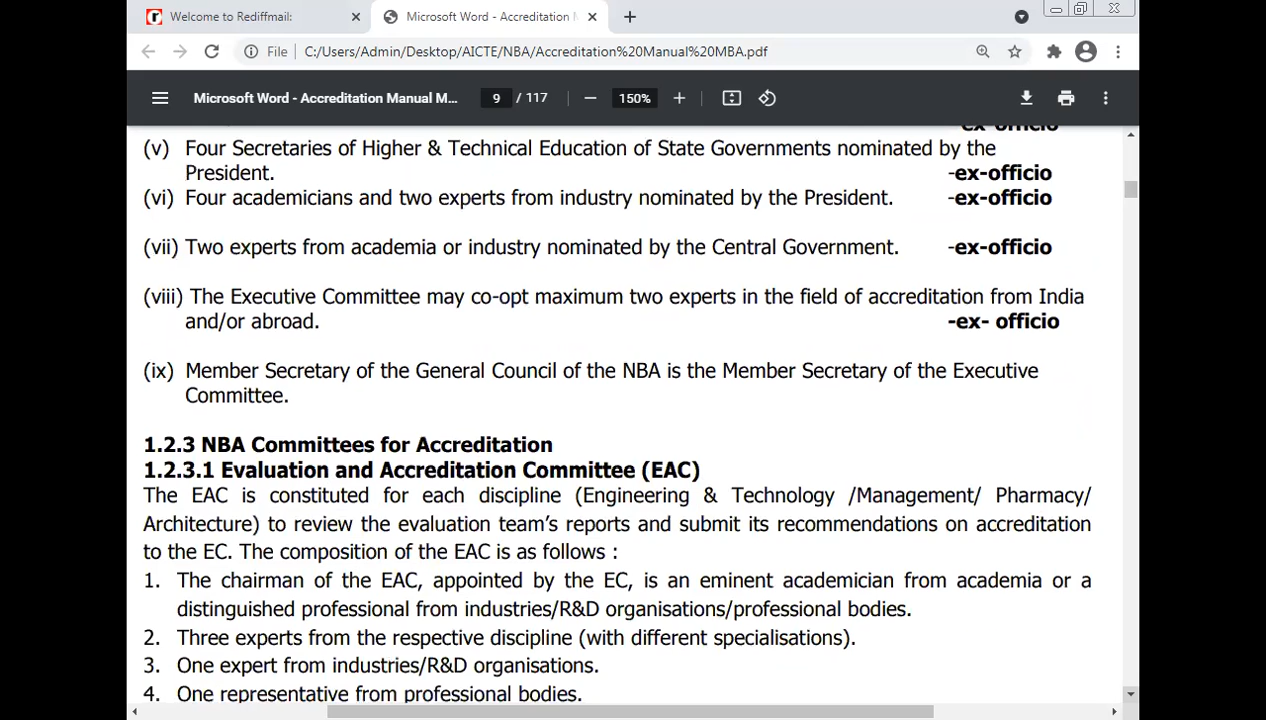 Welcome to Rediffmail:
Microsoft Word - Accreditation M
File C:/Users/Admin/Desktop/AICTE/NBA/Accreditation%20Manual%20MBA.pdf
Microsoft Word - Accreditation Manual M... 9 / 117 150%
-ex-officio
(v) Four Secretaries of Higher & Technical Education of State Governments nominated by the
President. -ex-officio
(vi) Four academicians and two experts from industry nominated by the President. -ex-officio
(vii) Two experts from academia or industry nominated by the Central Government. -ex-officio
(viii) The Executive Committee may co-opt maximum two experts in the field of accreditation from India
and/or abroad. -ex- officio
(ix) Member Secretary of the General Council of the NBA is the Member Secretary of the Executive
Committee.
1.2.3 NBA Committees for Accreditation
1.2.3.1 Evaluation and Accreditation Committee (EAC)
The EAC is constituted for each discipline (Engineering & Technology /Management/ Pharmacy/
Architecture) to review the evaluation team's reports and submit its recommendations on accreditation
to the EC. The composition of the EAC is as follows :
1. The chairman of the EAC, appointed by the EC, is an eminent academician from academia or a
distinguished professional from industries/R&D organisations/professional bodies.
2. Three experts from the respective discipline (with different specialisations).
3. One expert from industries/R&D organisations.
4. One representative from professional bodies.